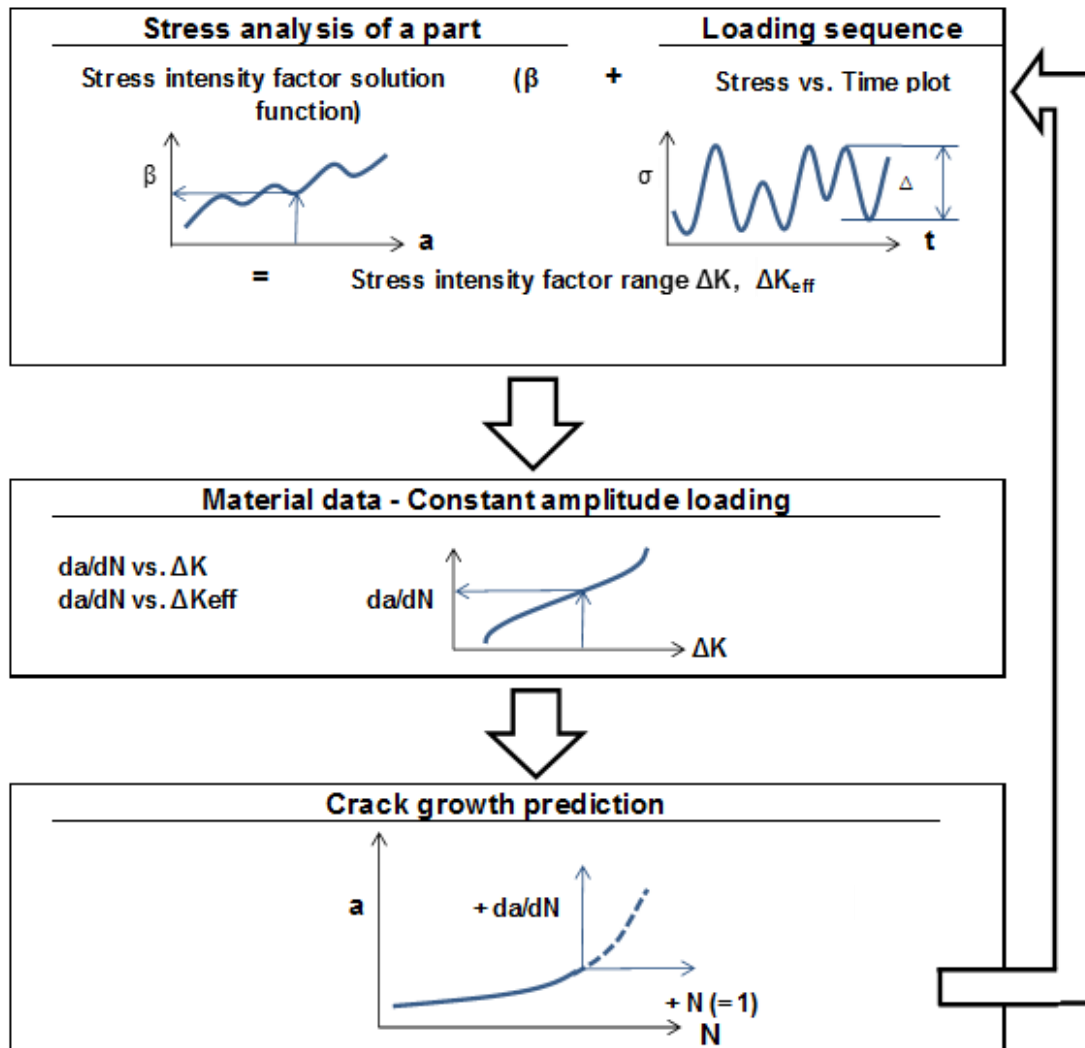 Stress analysis of a part
Loading sequence
Stress intensity factor solution (β
function)
+
Stress vs. Time plot
β
a
σ
Δ
t
= Stress intensity factor range ΔK, ΔKeff
Material data - Constant amplitude loading
da/dN vs. ΔK
da/dN vs. ΔKeff
da/dN
ΔK
Crack growth prediction
a
+ da/dN
+ N (= 1)
N